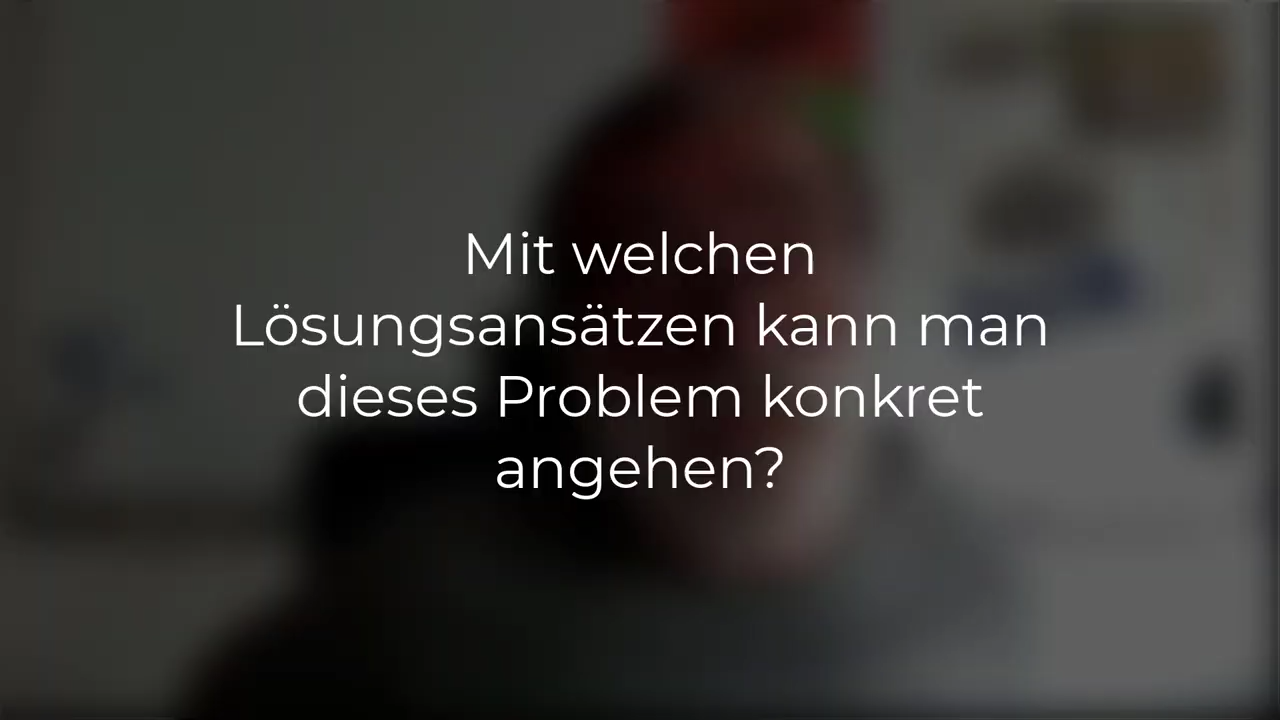 Mit welchen
Lösungsansätzen kann man
dieses Problem konkret
angehen?